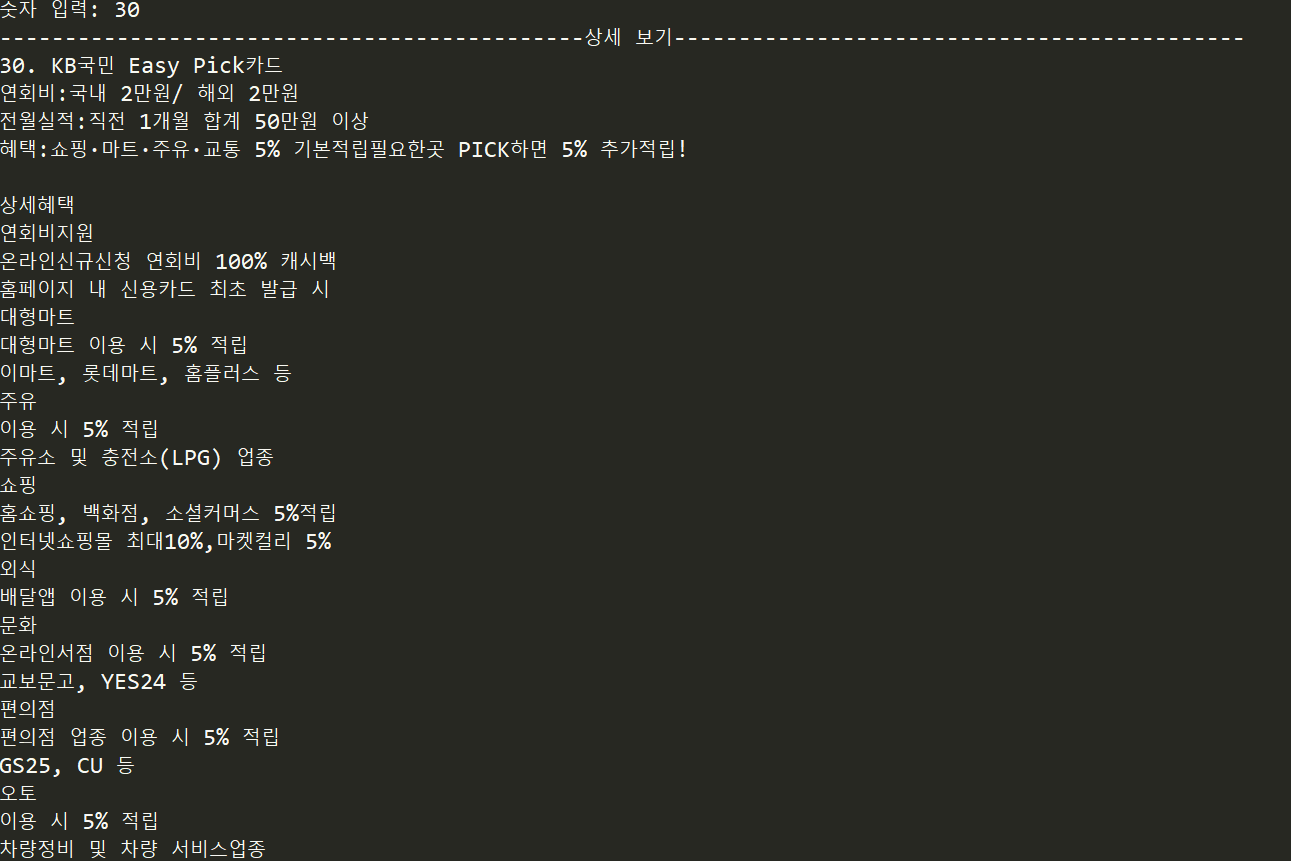 숫자 입력: 30
---------------------------------------------상세 보기--------------------------------------------
30. KB국민 Easy Pick카드
연회비:국내 2만원/ 해외 2만원
전월실적:직전 1개월 합계 50만원 이상
혜택:쇼핑·마트·주유·교통 5% 기본적립필요한곳 PICK하면 5% 추가적립!
상세혜택
연회비지원
온라인신규신청 연회비 100% 캐시백
홈페이지 내 신용카드 최초 발급 시
대형마트
대형마트 이용 시 5% 적립
이마트, 롯데마트, 홈플러스 등
주유
이용 시 5% 적립
주유소 및 충전소(LPG) 업종
쇼핑
홈쇼핑, 백화점, 소셜커머스 5%적립
인터넷쇼핑몰 최대10%,마켓컬리 5%
외식
배달앱 이용 시 5% 적립
문화
온라인서점 이용 시 5% 적립
교보문고, YES24 등
편의점
편의점 업종 이용 시 5% 적립
GS25, CU 등
오토
이용 시 5% 적립
차량정비 및 차량 서비스업종